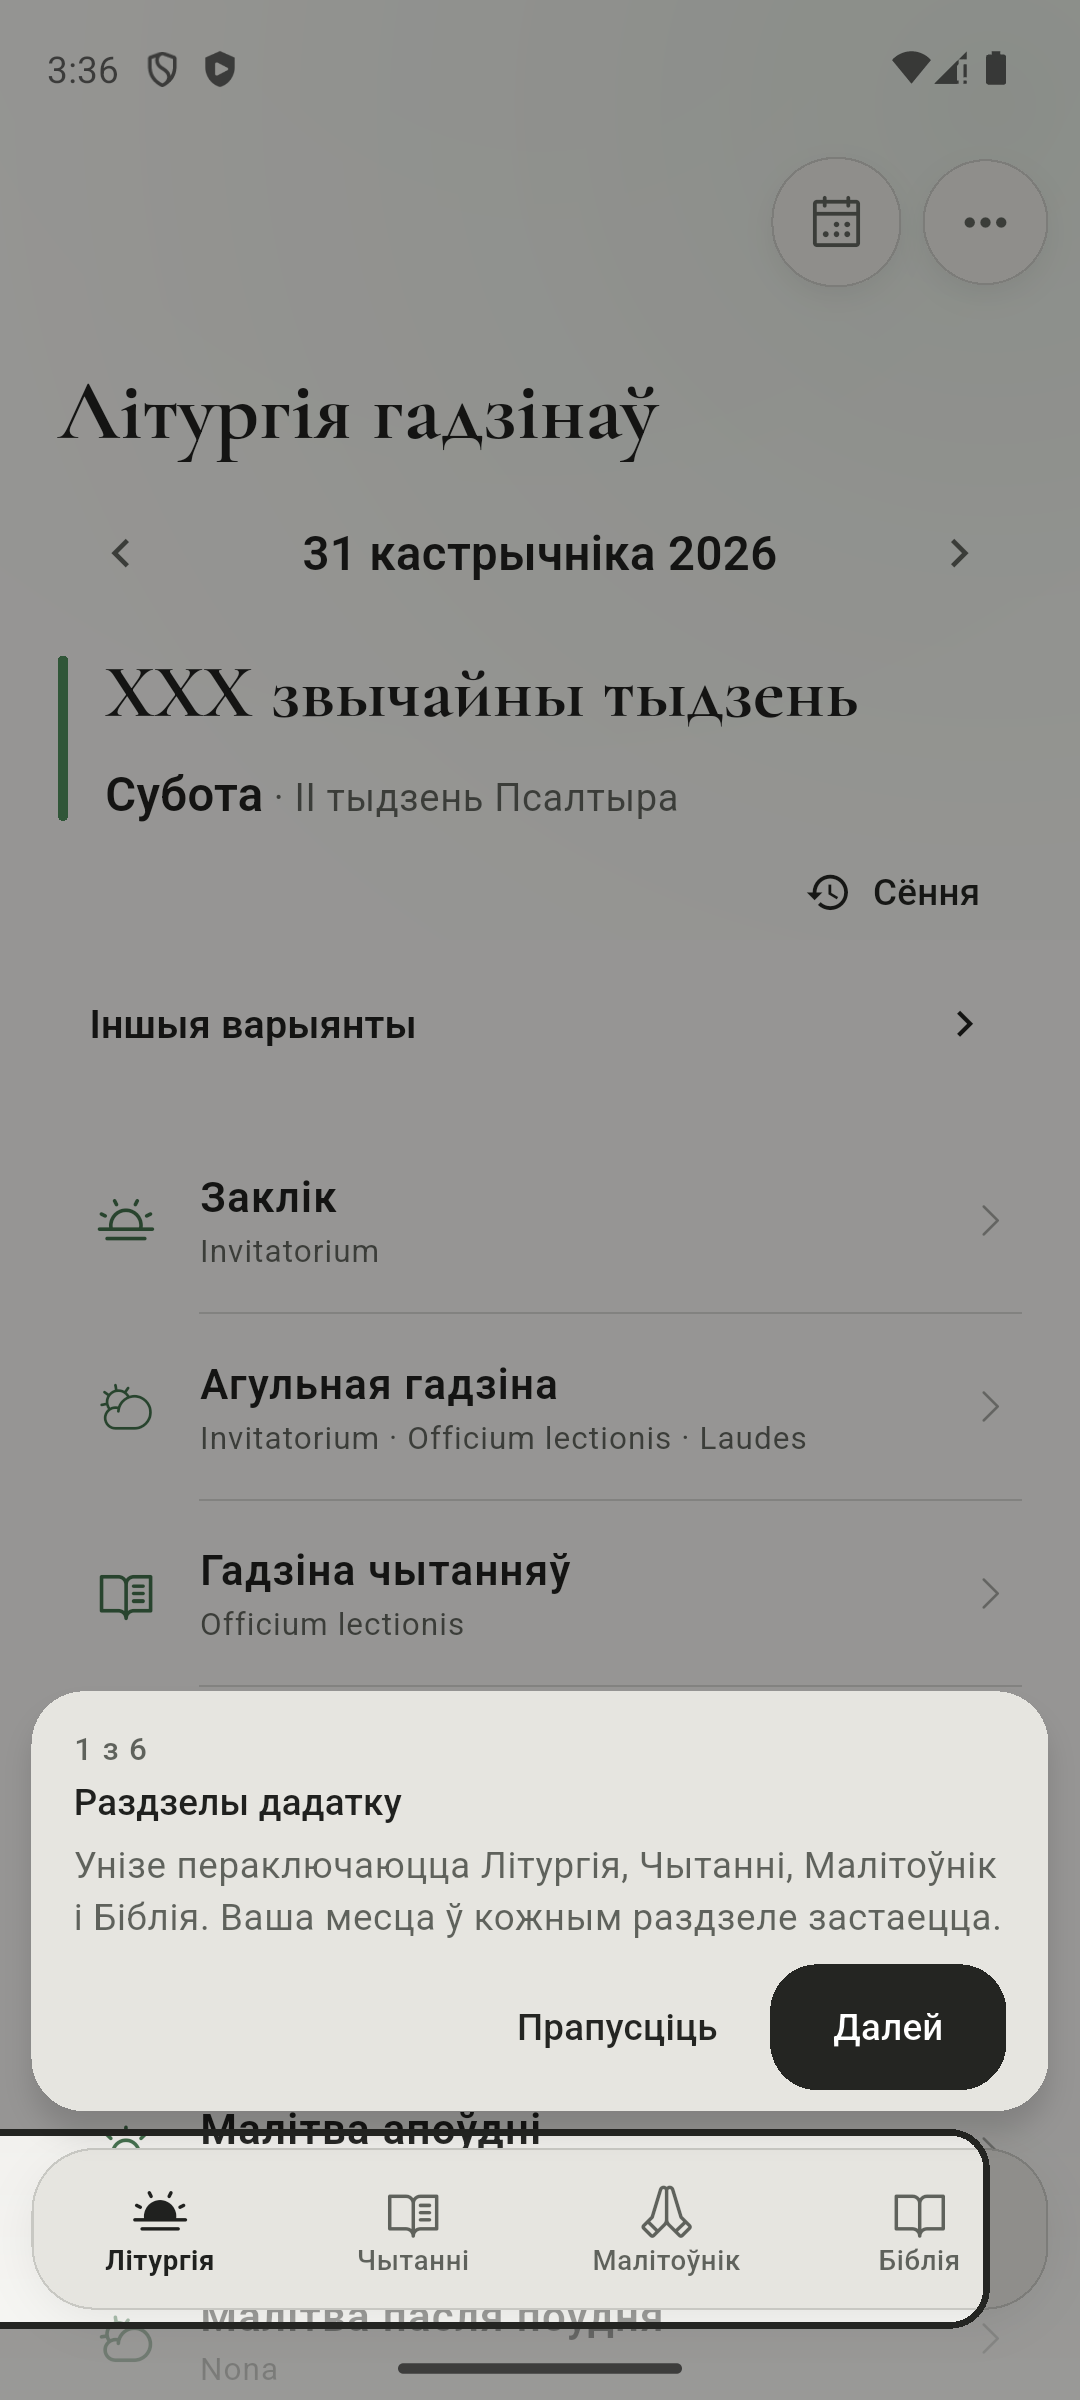 3:36
Літургія гадзінаў
31 кастрычніка 2026
XXX звычайны тыдзень
Субота · II тыдзень Псалтыра
Сёння
Іншыя варыянты
Заклік
Invitatorium
Агульная гадзіна
Invitatorium · Officium lectionis · Laudes
Гадзіна чытанняў
Officium lectionis
1 з 6
Раздзелы дадатку
Унізе пераключаюцца Літургія, Чытанні, Малітоўнік
і Біблія. Ваша месца ў кожным раздзеле застаецца.
Прапусціць
Далей
Малітва апоўдні
Літургія
Чытанні
Малітоўнік
Біблія
Малітва пасля поўдня
Nona